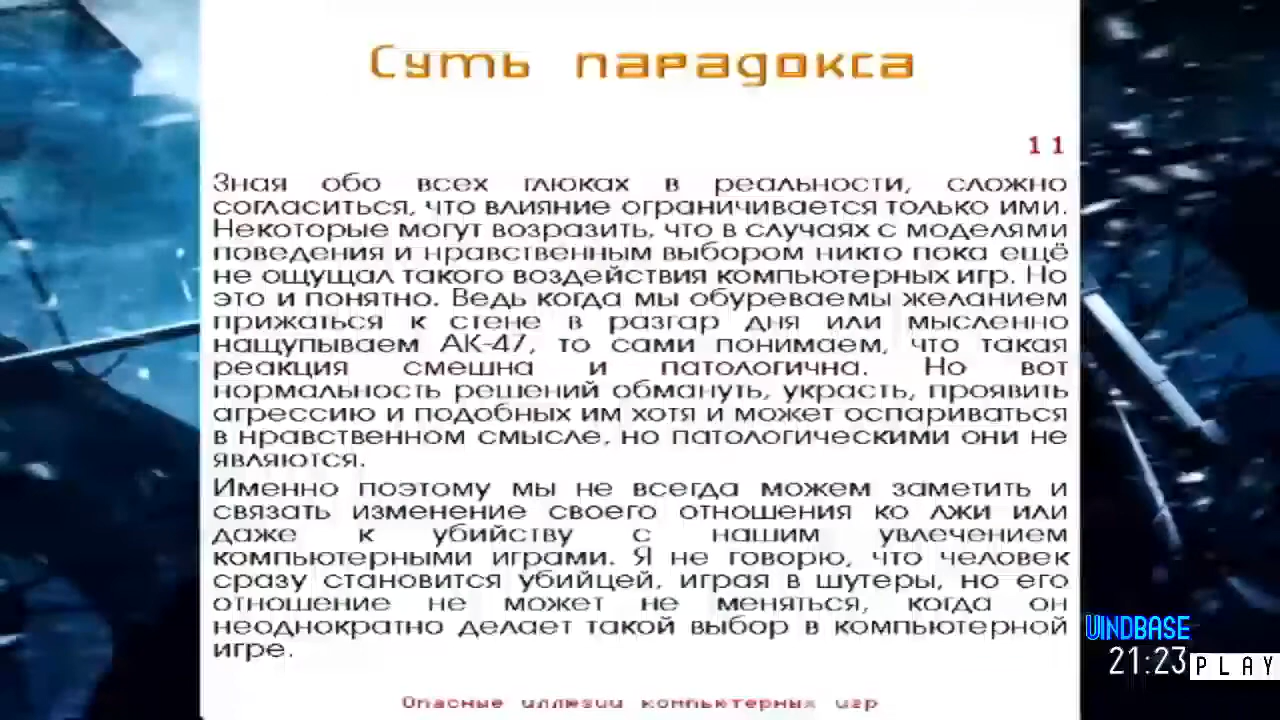 Суть парадокса
11
Зная обо всех глюках в реальности, сложно
согласиться, что влияние ограничивается только ими.
Некоторые могут возразить, что в случаях с моделями
поведения и нравственным выбором никто пока ещё
не ощущал такого воздействия компьютерных игр. Но
это и понятно. Ведь когда мы обуреваемы желанием
прижаться к стене в разгар дня или мысленно
нащупываем АК-47, то сами понимаем, что такая
реакция смешна и патологична. Но вот
нормальность решений обмануть, украсть, проявить
агрессию и подобных им хотя и может оспариваться
в нравственном смысле, но патологическими они не
являются.
Именно поэтому мы не всегда можем заметить и
связать изменение своего отношения ко лжи или
даже к убийству с нашим увлечением
компьютерными играми. Я не говорю, что человек
сразу становится убийцей, играя в шутеры, но его
отношение не может не меняться, когда он
неоднократно делает такой выбор в компьютерной
игре.
Опасные иллюзии компьютерных игр
UINDBASE
21:23 PLAY